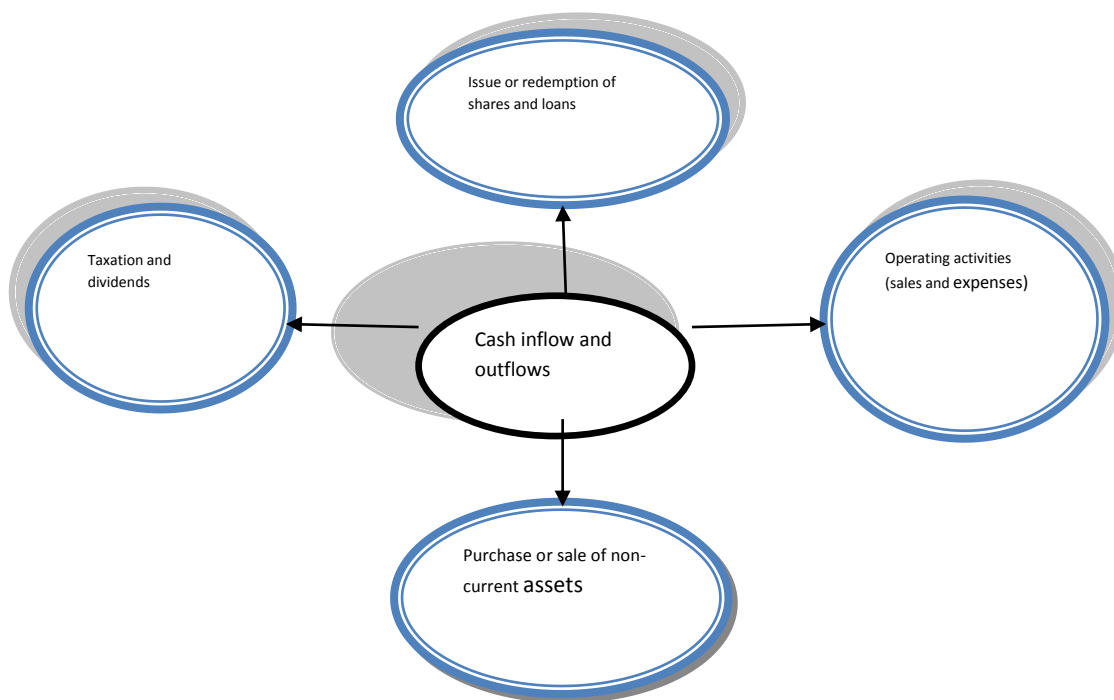 Issue or redemption of
shares and loans
Taxation and
dividends
Operating activities
(sales and expenses)
Cash inflow and
outflows
Purchase or sale of non-
current assets